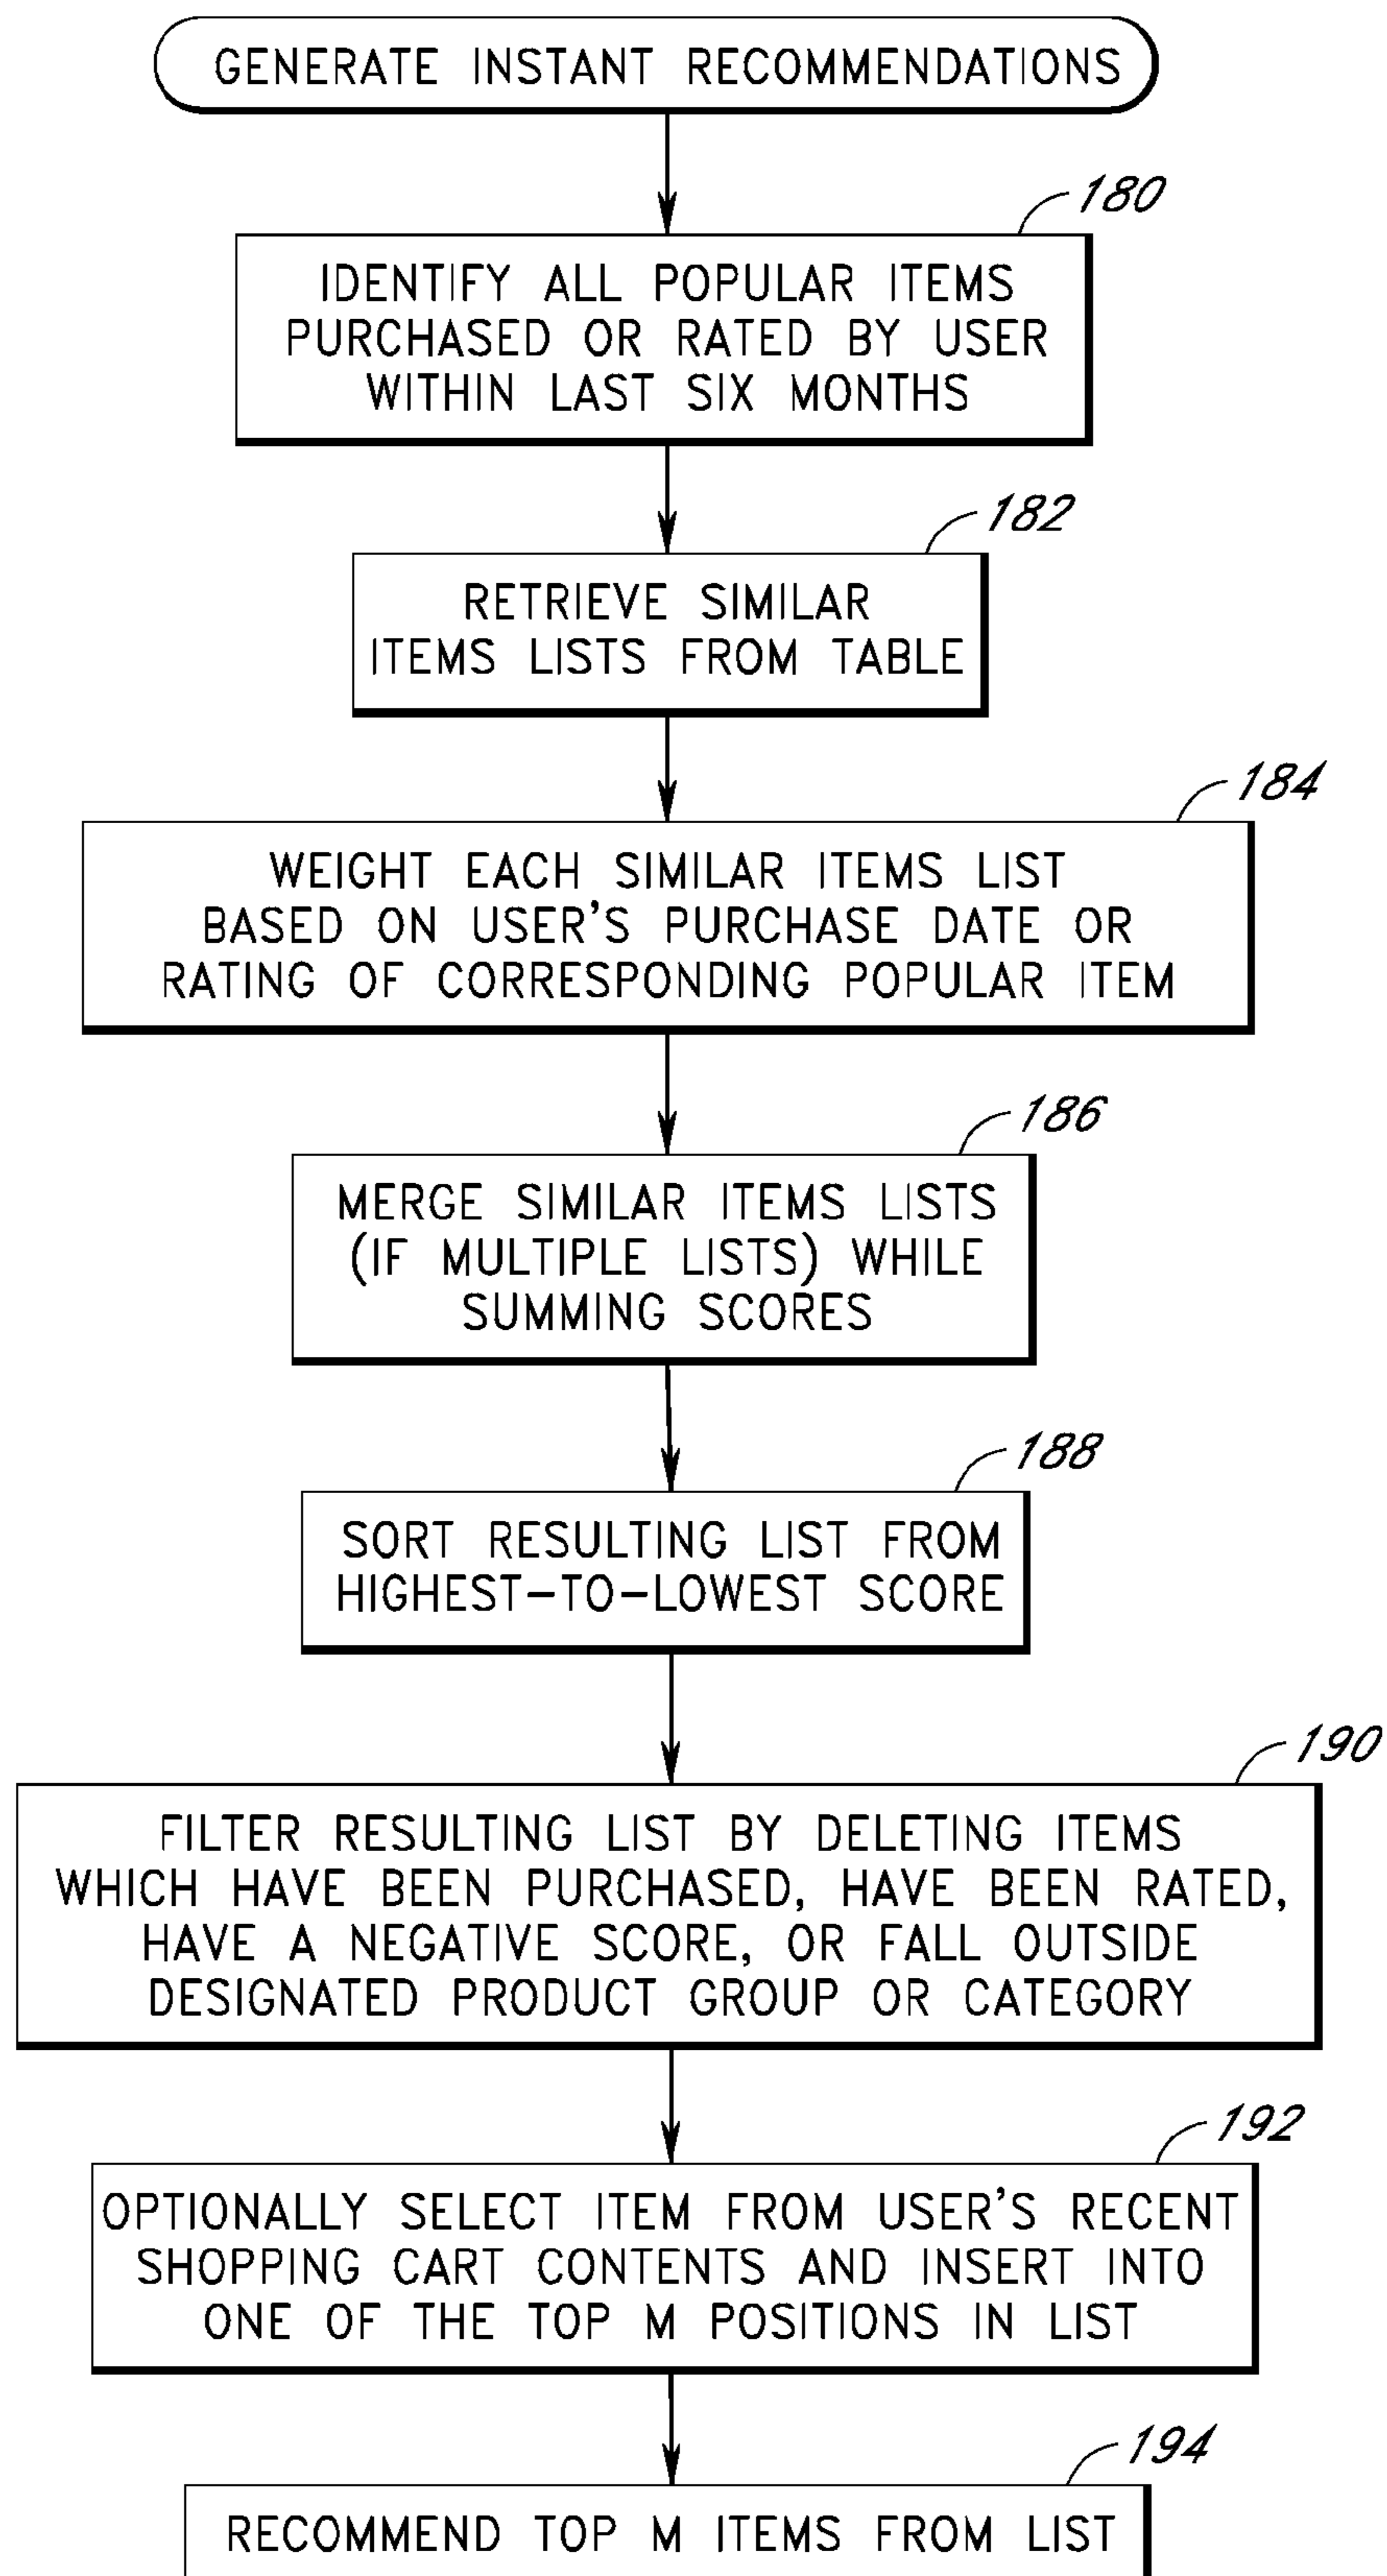 GENERATE INSTANT RECOMMENDATIONS
180
IDENTIFY ALL POPULAR ITEMS
PURCHASED OR RATED BY USER
WITHIN LAST SIX MONTHS
182
RETRIEVE SIMILAR
ITEMS LISTS FROM TABLE
184
WEIGHT EACH SIMILAR ITEMS LIST
BASED ON USER'S PURCHASE DATE OR
RATING OF CORRESPONDING POPULAR ITEM
186
MERGE SIMILAR ITEMS LISTS
(IF MULTIPLE LISTS) WHILE
SUMMING SCORES
188
SORT RESULTING LIST FROM
HIGHEST-TO-LOWEST SCORE
190
FILTER RESULTING LIST BY DELETING ITEMS
WHICH HAVE BEEN PURCHASED, HAVE BEEN RATED,
HAVE A NEGATIVE SCORE, OR FALL OUTSIDE
DESIGNATED PRODUCT GROUP OR CATEGORY
192
OPTIONALLY SELECT ITEM FROM USER'S RECENT
SHOPPING CART CONTENTS AND INSERT INTO
ONE OF THE TOP M POSITIONS IN LIST
194
RECOMMEND TOP M ITEMS FROM LIST